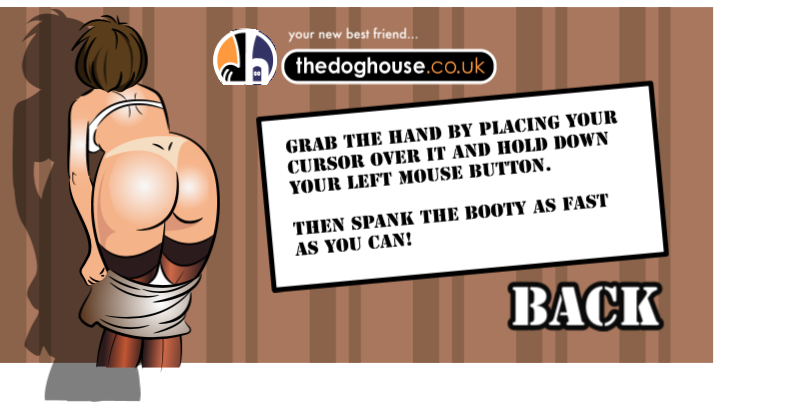 your new best friend...
thedoghouse.co.uk
GRAB THE HAND BY PLACING YOUR
CURSOR OVER IT AND HOLD DOWN
YOUR LEFT MOUSE BUTTON.
THEN SPANK THE BOOTY AS FAST
AS YOU CAN!
BACK